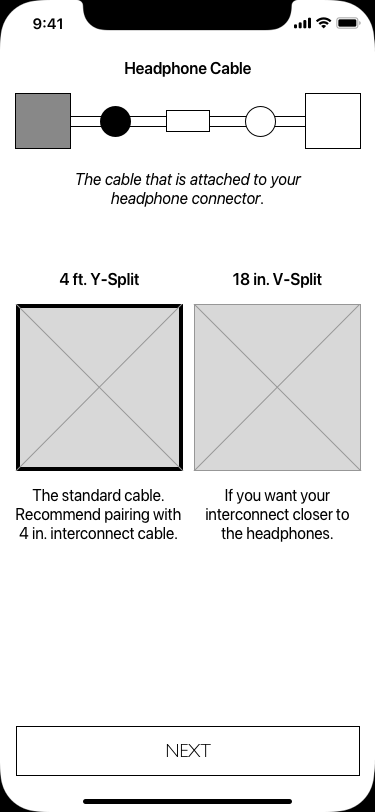 9:41
Headphone Cable
The cable that is attached to your
headphone connector.
4 ft. Y-Split
18 in. V-Split
The standard cable.
Recommend pairing with
4 in. interconnect cable.
If you want your
interconnect closer to
the headphones.
NEXT